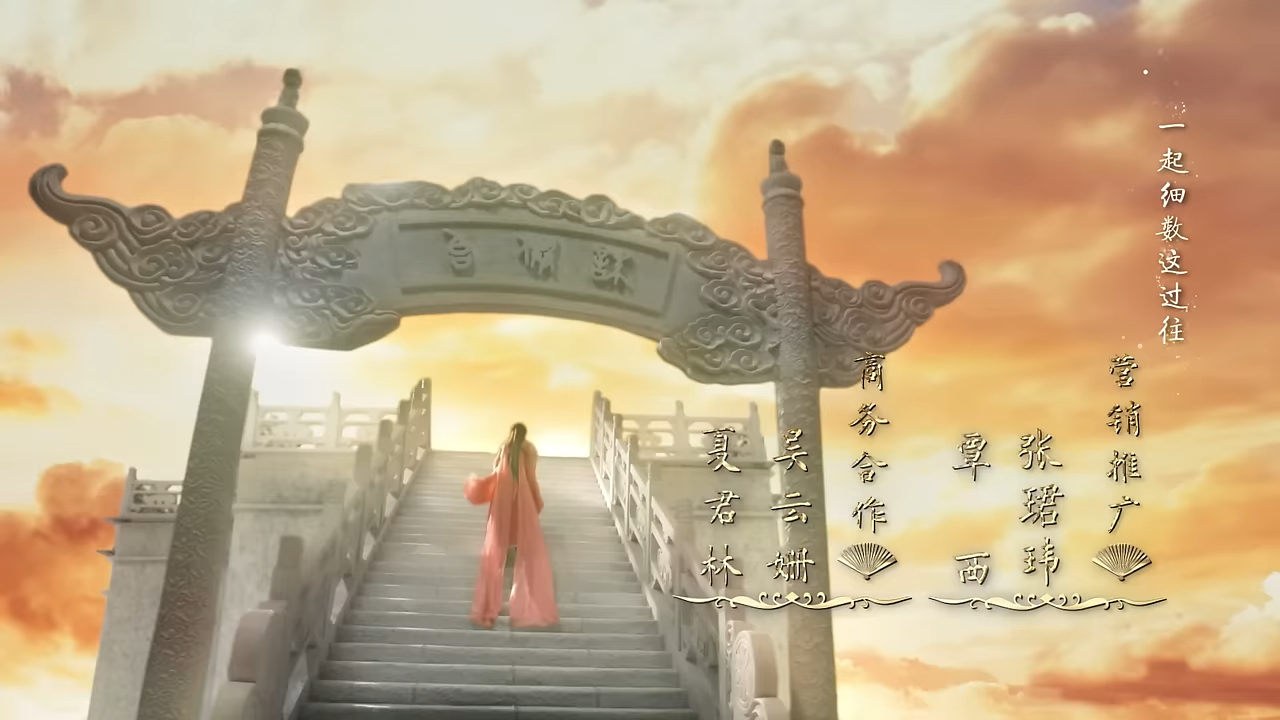 一起细数这过往
营销推广
张珺玮
覃西
商务合作
吴云姗
夏君林